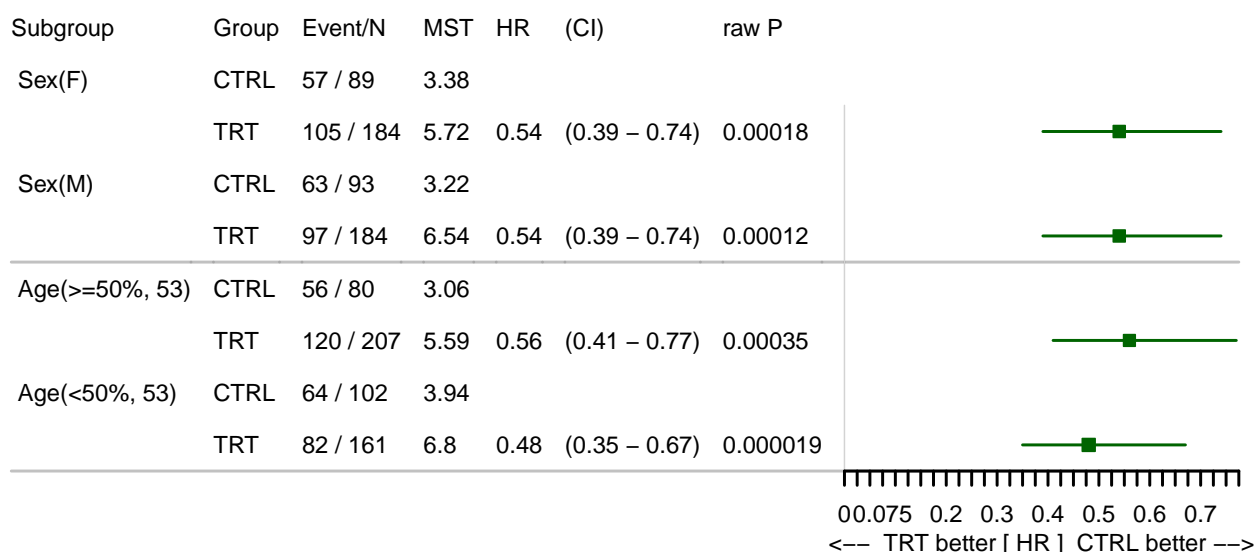 Subgroup Group Event/N MST HR (CI) raw P
Sex(F) CTRL 57 / 89 3.38
TRT 105 / 184 5.72 0.54 (0.39 − 0.74) 0.00018
Sex(M) CTRL 63 / 93 3.22
TRT 97 / 184 6.54 0.54 (0.39 − 0.74) 0.00012
Age(>=50%, 53) CTRL 56 / 80 3.06
TRT 120 / 207 5.59 0.56 (0.41 − 0.77) 0.00035
Age(<50%, 53) CTRL 64 / 102 3.94
TRT 82 / 161 6.8 0.48 (0.35 − 0.67) 0.000019
0 0.075 0.2 0.3 0.4 0.5 0.6 0.7
<−− TRT better [ HR ] CTRL better −−>